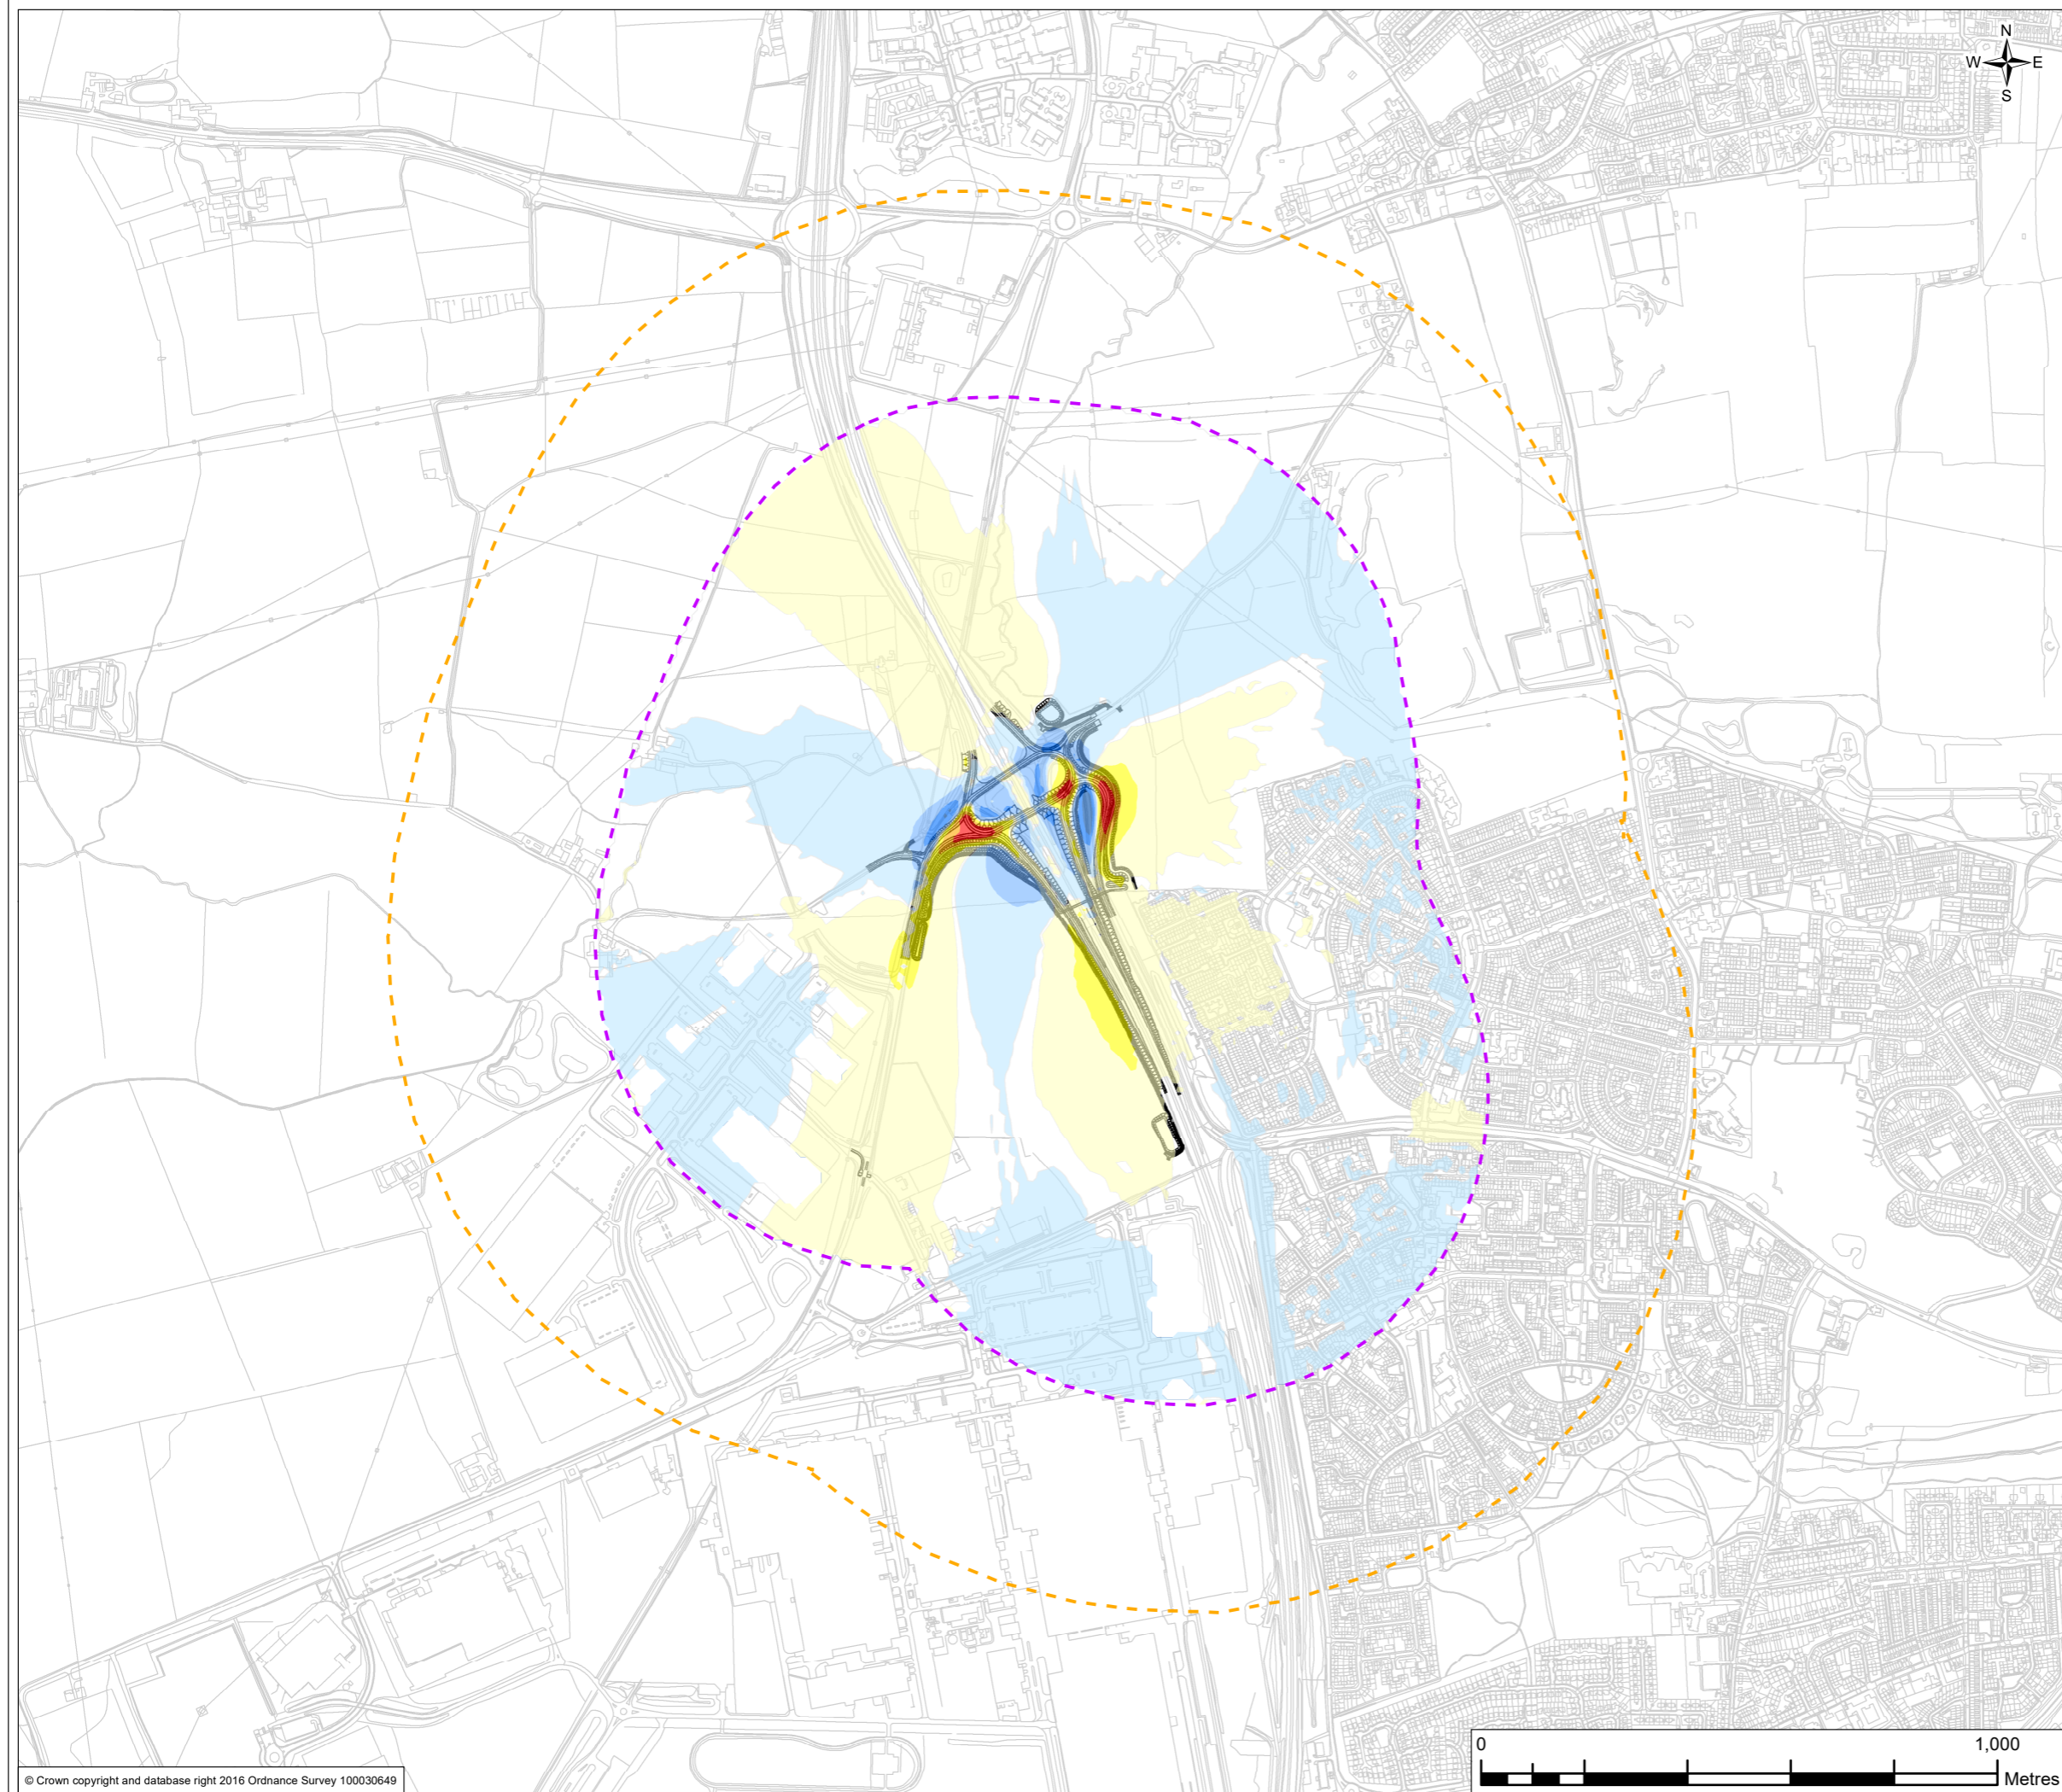 N
W E
S
0 1,000
Metres
© Crown copyright and database right 2016 Ordnance Survey 100030649